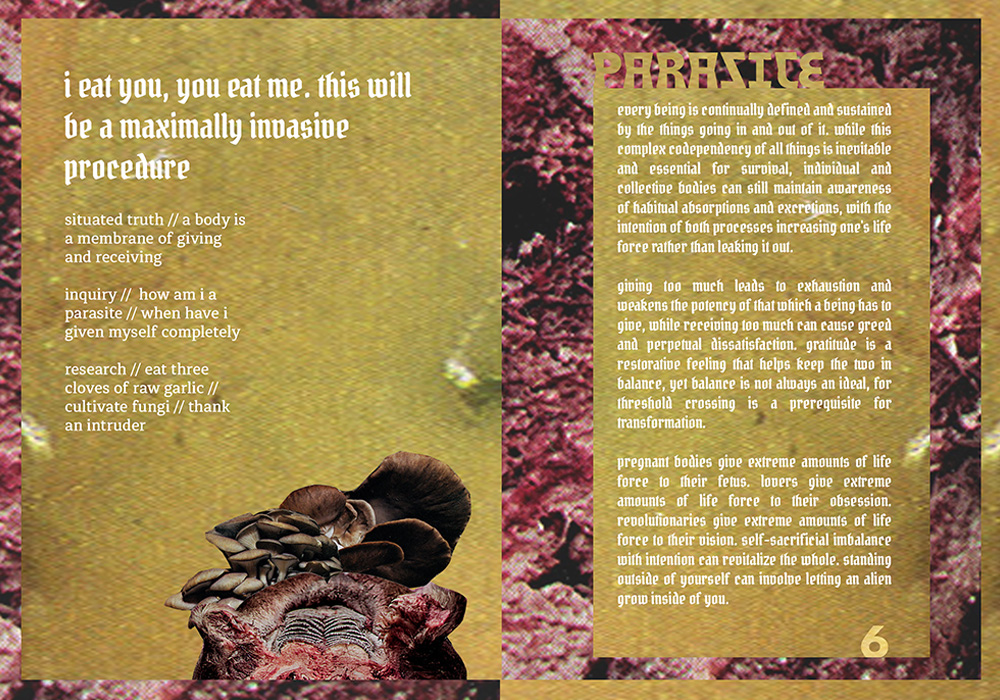 i eat you, you eat me. this will
be a maximally invasive
procedure
situated truth // a body is
a membrane of giving
and receiving
inquiry // how am i a
parasite // when have i
given myself completely
research // eat three
cloves of raw garlic //
cultivate fungi // thank
an intruder
PARASITE
every being is continually defined and sustained
by the things going in and out of it. while this
complex codependency of all things is inevitable
and essential for survival, individual and
collective bodies can still maintain awareness
of habitual absorptions and excretions, with the
intention of both processes increasing one's life
force rather than leaking it out.
giving too much leads to exhaustion and
weakens the potency of that which a being has to
give, while receiving too much can cause greed
and perpetual dissatisfaction. gratitude is a
restorative feeling that helps keep the two in
balance, yet balance is not always an ideal, for
threshold crossing is a prerequisite for
transformation.
pregnant bodies give extreme amounts of life
force to their fetus. lovers give extreme
amounts of life force to their obsession.
revolutionaries give extreme amounts of life
force to their vision. self-sacrificial imbalance
with intention can revitalize the whole. standing
outside of yourself can involve letting an alien
grow inside of you.
6